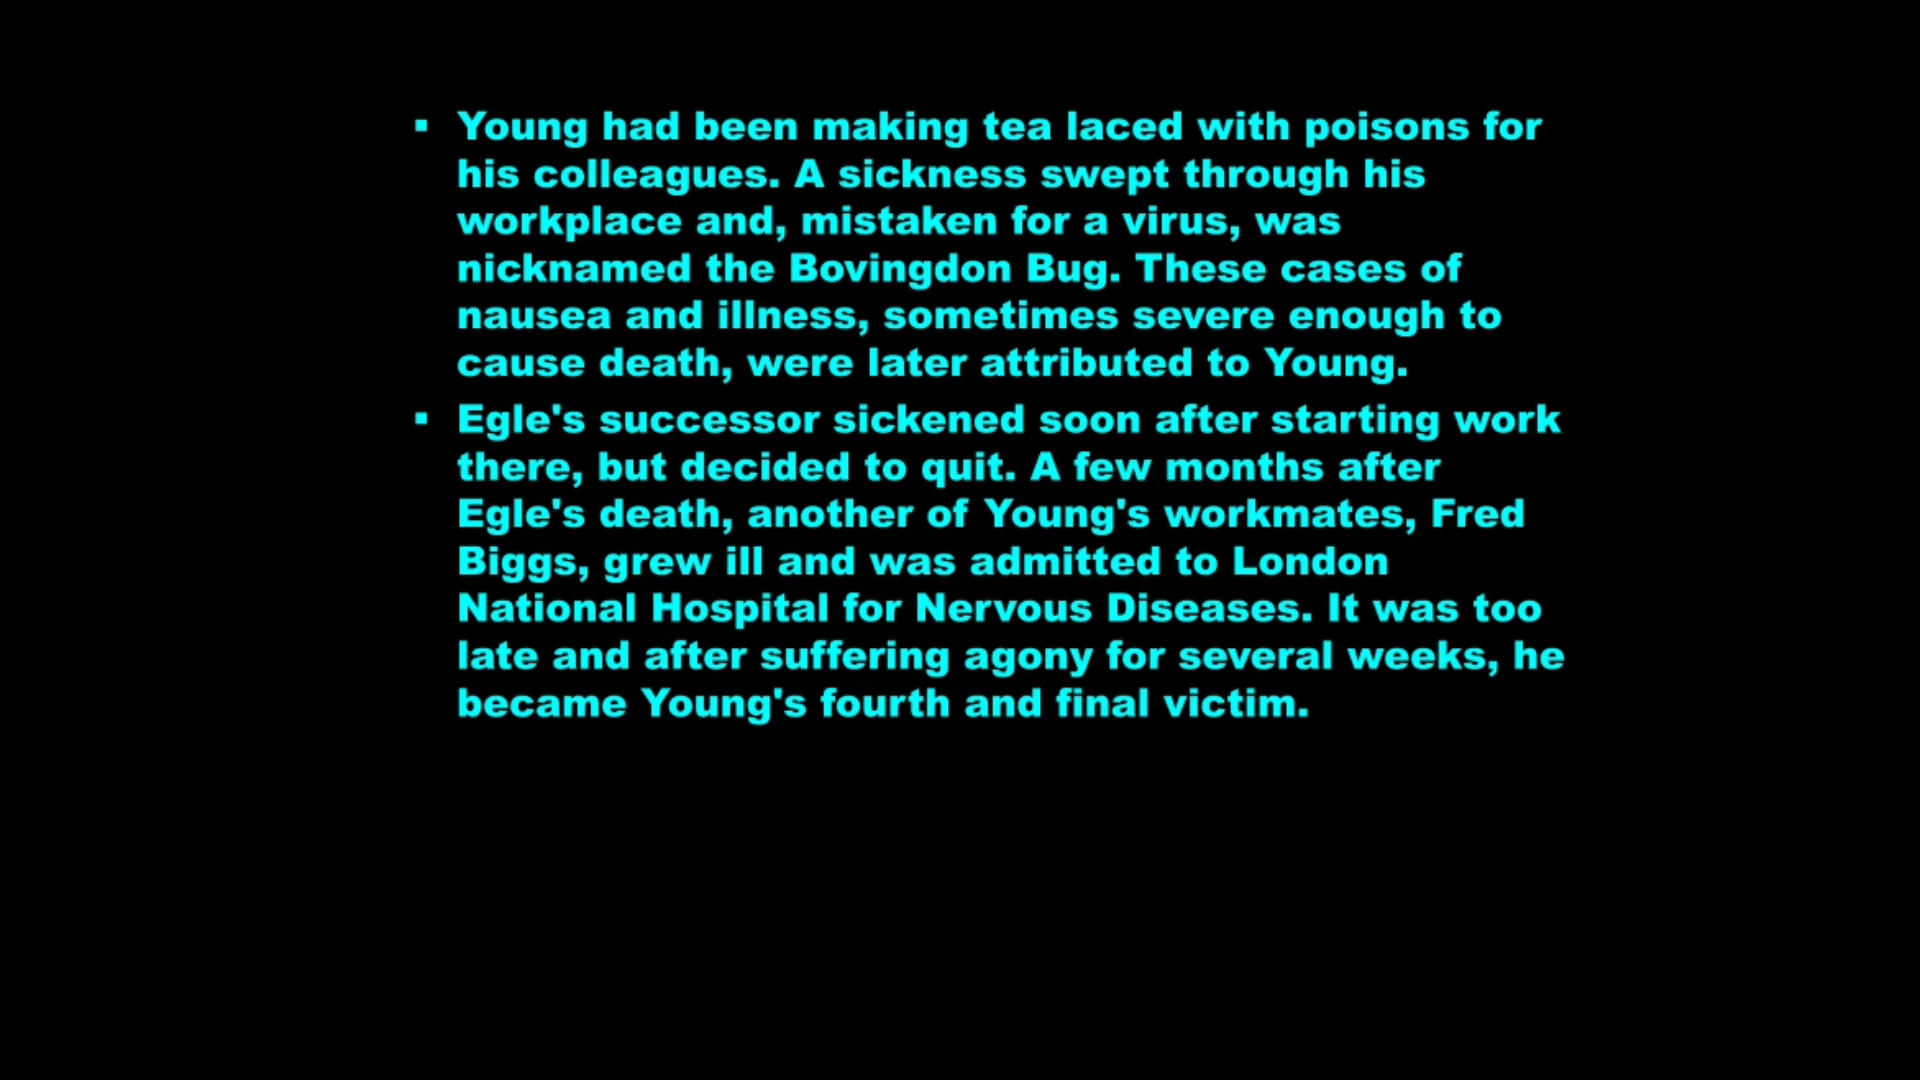 ▪ Young had been making tea laced with poisons for
his colleagues. A sickness swept through his
workplace and, mistaken for a virus, was
nicknamed the Bovingdon Bug. These cases of
nausea and illness, sometimes severe enough to
cause death, were later attributed to Young.
▪ Egle's successor sickened soon after starting work
there, but decided to quit. A few months after
Egle's death, another of Young's workmates, Fred
Biggs, grew ill and was admitted to London
National Hospital for Nervous Diseases. It was too
late and after suffering agony for several weeks, he
became Young's fourth and final victim.